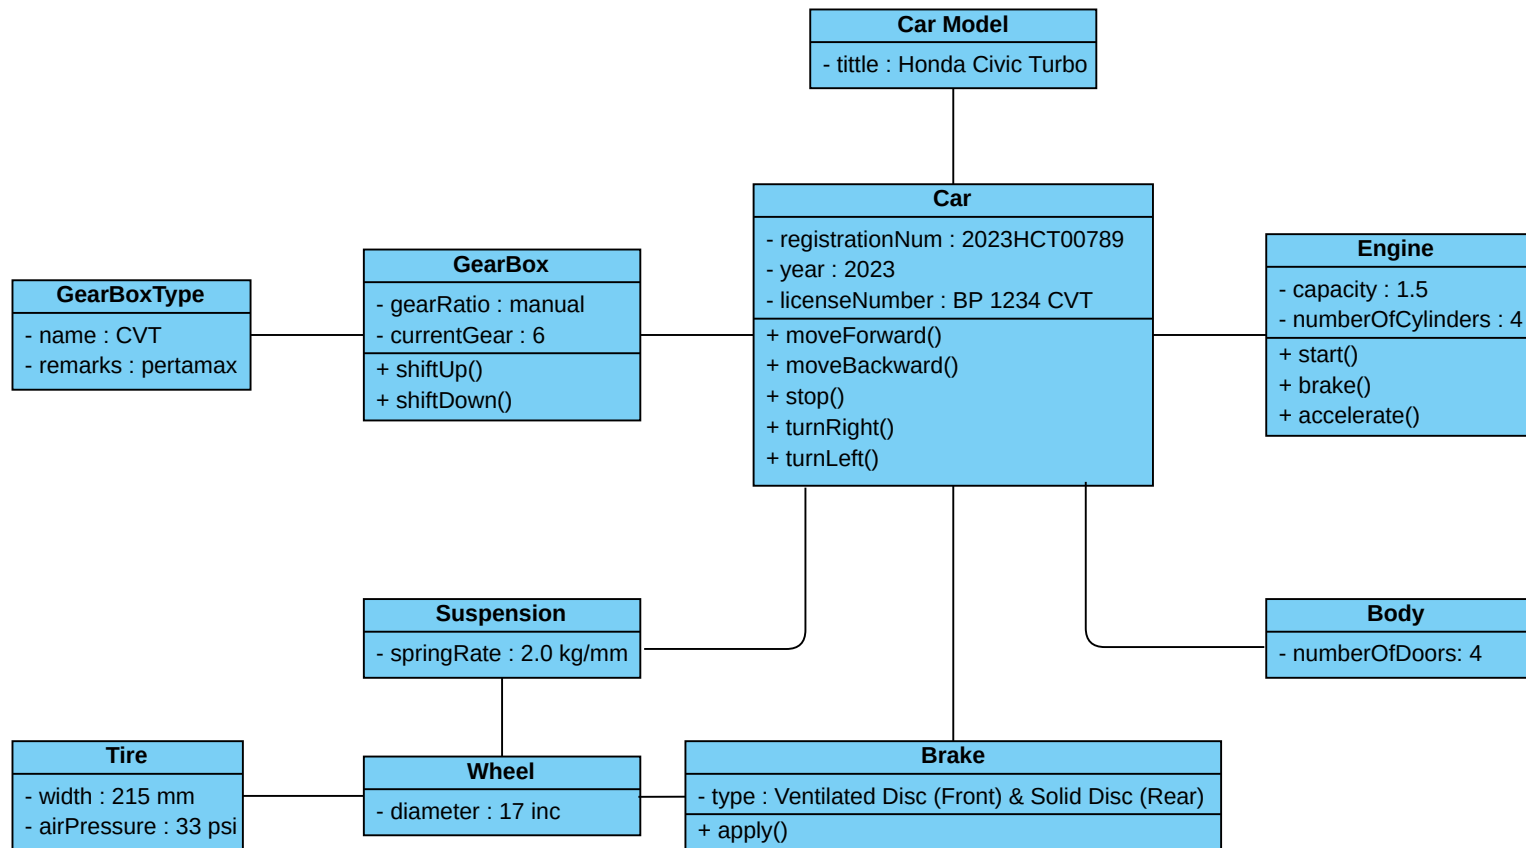 Car Model
- tittle : Honda Civic Turbo
Car
- registrationNum : 2023HCT00789
- year : 2023
- licenseNumber : BP 1234 CVT
+ moveForward()
+ moveBackward()
+ stop()
+ turnRight()
+ turnLeft()
GearBoxType
- name : CVT
- remarks : pertamax
GearBox
- gearRatio : manual
- currentGear : 6
+ shiftUp()
+ shiftDown()
Engine
- capacity : 1.5
- numberOfCylinders : 4
+ start()
+ brake()
+ accelerate()
Suspension
- springRate : 2.0 kg/mm
Body
- numberOfDoors: 4
Tire
- width : 215 mm
- airPressure : 33 psi
Wheel
- diameter : 17 inc
Brake
- type : Ventilated Disc (Front) & Solid Disc (Rear)
+ apply()